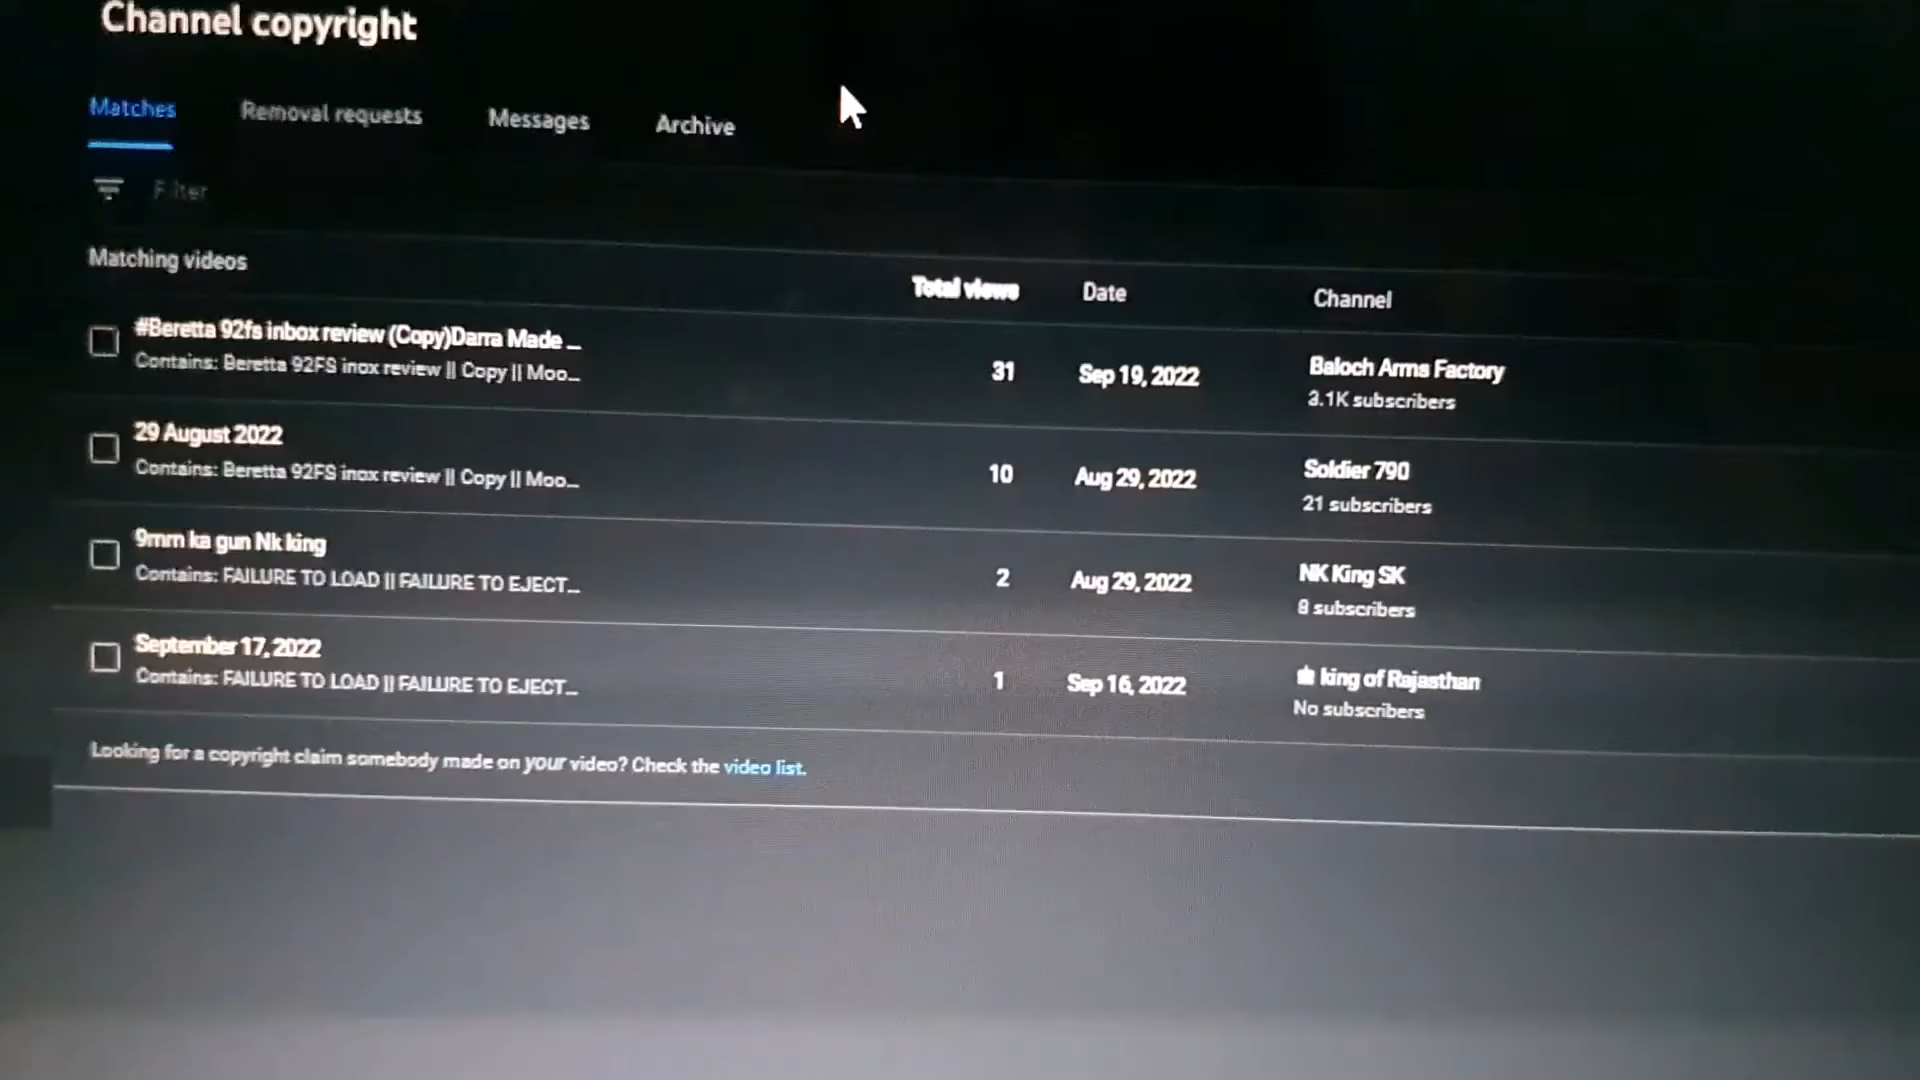 Channel copyright
Matches Removal requests Messages Archive
Filter
Matching videos Total views Date Channel
#Beretta 92fs inbox review (Copy)Darra Made ...
Contains: Beretta 92FS inox review || Copy || Moo...
31 Sep 19, 2022 Baloch Arms Factory
3.1K subscribers
29 August 2022
Contains: Beretta 92FS inox review || Copy || Moo...
10 Aug 29, 2022 Soldier 790
21 subscribers
9mm ka gun Nk king
Contains: FAILURE TO LOAD || FAILURE TO EJECT...
2 Aug 29, 2022 NK King SK
8 subscribers
September 17, 2022
Contains: FAILURE TO LOAD || FAILURE TO EJECT...
1 Sep 16, 2022 king of Rajasthan
No subscribers
Looking for a copyright claim somebody made on your video? Check the video list.